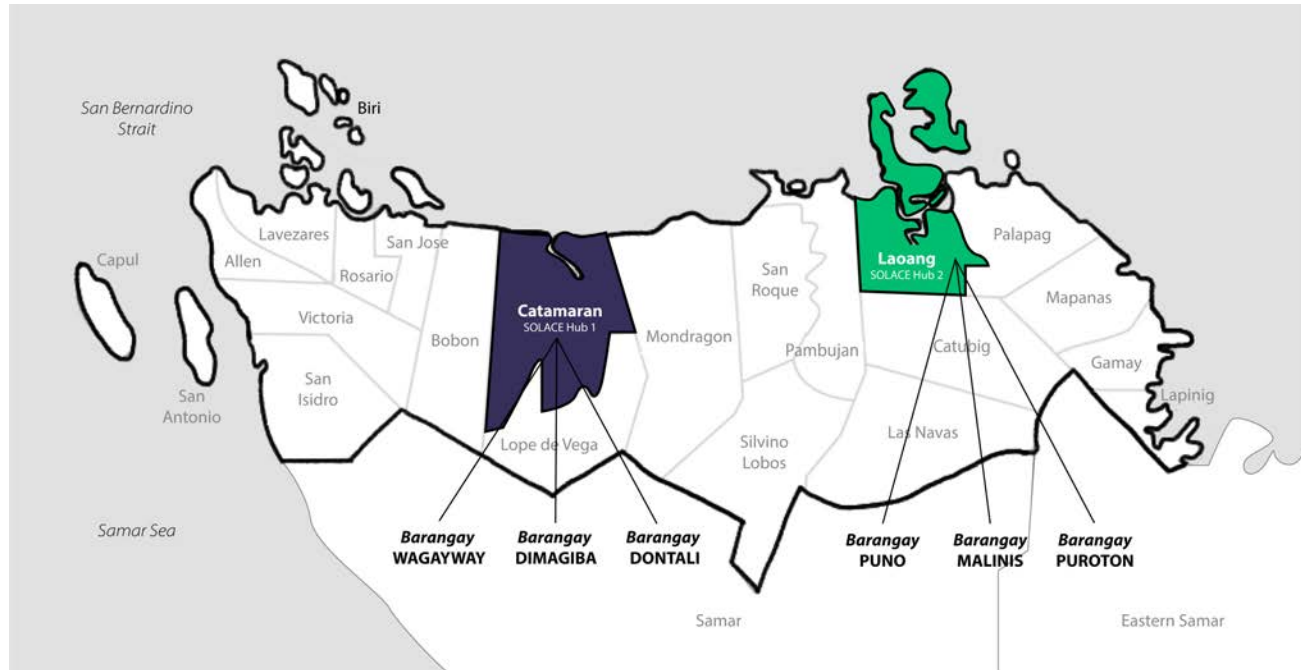 San Bernardino
Strait
Biri
Lavezares
San Jose
Allen
Rosario
Capul
Victoria
Bobon
Catamaran
SOLACE Hub 1
Mondragon
San
Roque
Pambujan
Laoang
SOLACE Hub 2
Palapag
Mapanas
Catubig
Gamay
Lapinig
San
Isidro
San
Antonio
Lope de Vega
Silvino
Lobos
Las Navas
Samar Sea
Barangay
WAGAYWAY
Barangay
DIMAGIBA
Barangay
DONTALI
Barangay
PUNO
Barangay
MALINIS
Barangay
PUROTON
Samar
Eastern Samar